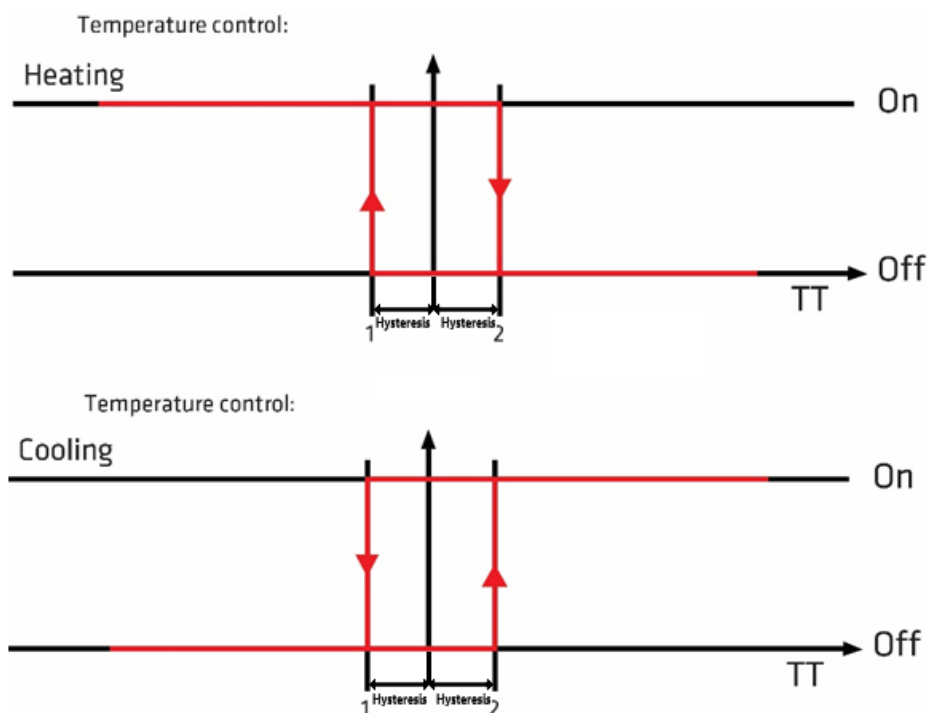 Temperature control:
Heating
On
Off
TT
Hysteresis Hysteresis
1 2
Temperature control:
Cooling
On
Off
TT
Hysteresis Hysteresis
1 2